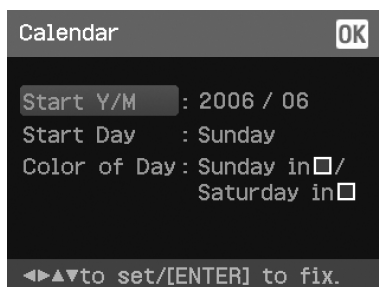 Calendar OK
Start Y/M : 2006 / 06
Start Day : Sunday
Color of Day : Sunday in□/
Saturday in□
◀▶▲▼to set/[ENTER] to fix.